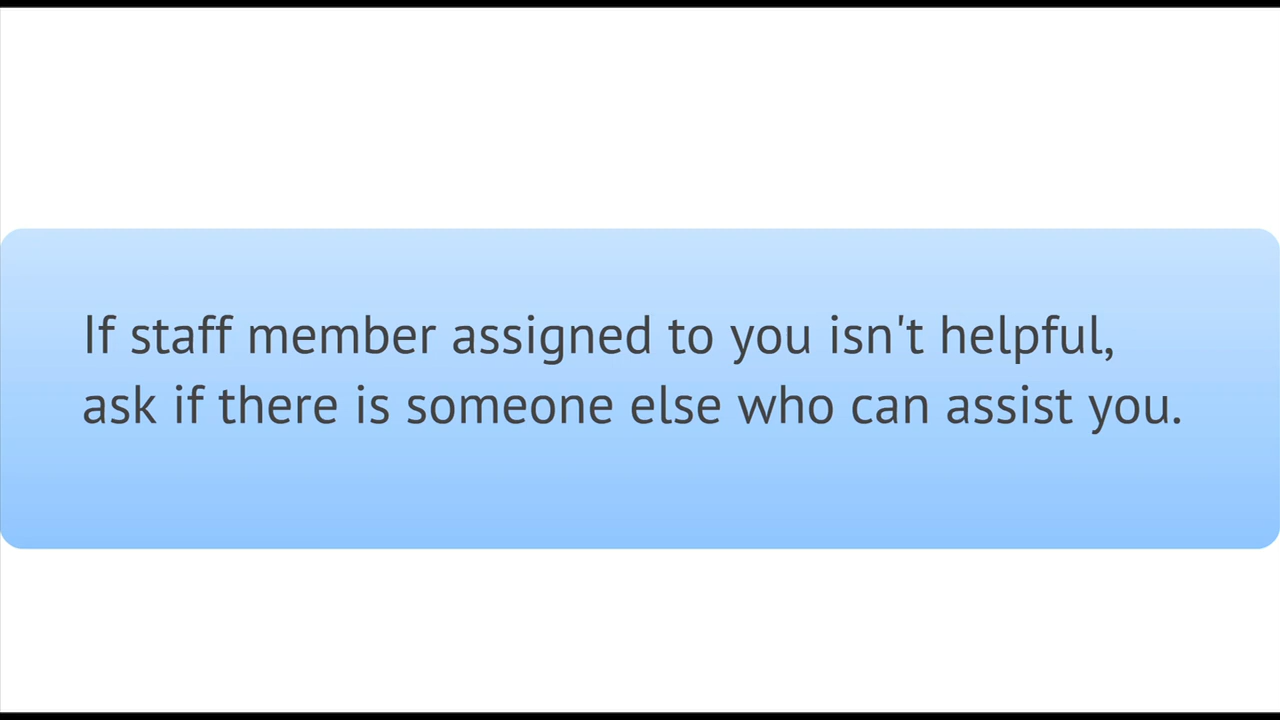 If staff member assigned to you isn't helpful,
ask if there is someone else who can assist you.